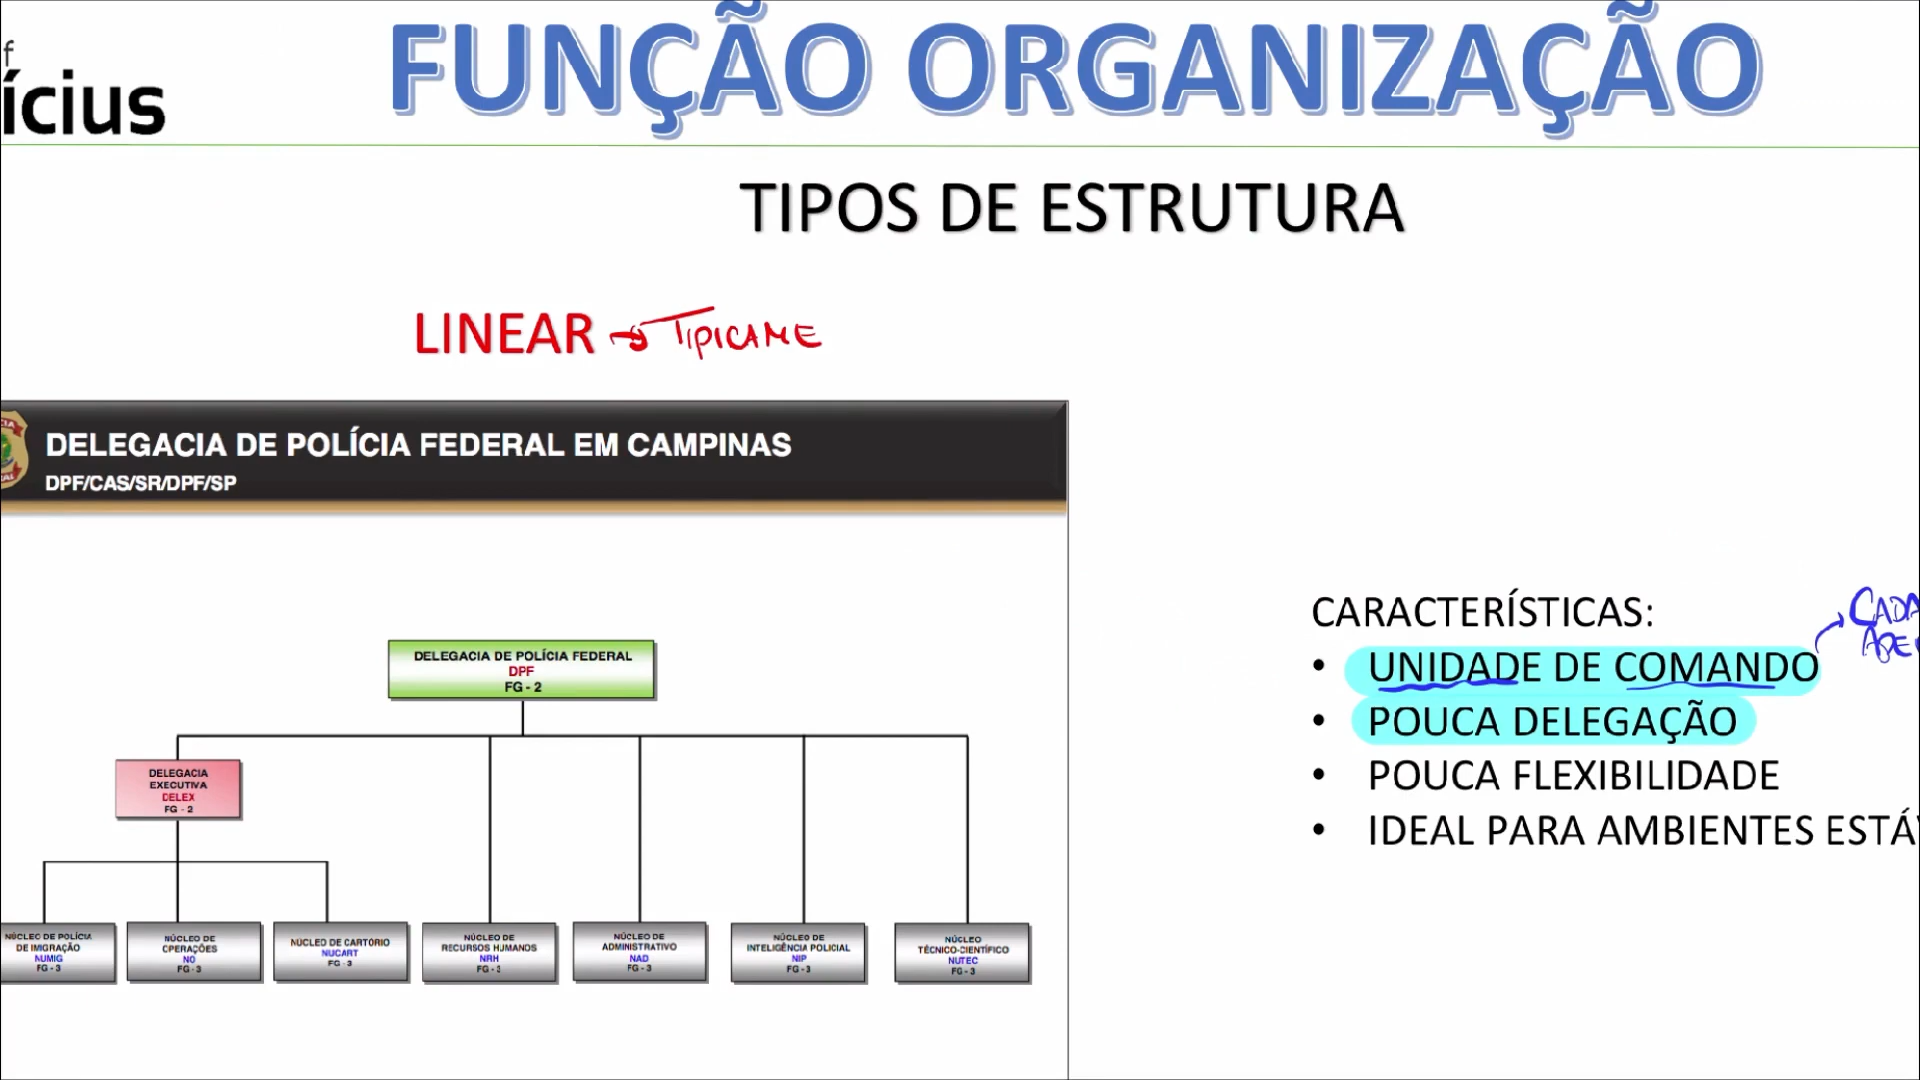 f
ícius
FUNÇÃO ORGANIZAÇÃO
TIPOS DE ESTRUTURA
LINEAR
TIPICAME
DELEGACIA DE POLÍCIA FEDERAL EM CAMPINAS
DPF/CAS/SR/DPF/SP
DELEGACIA DE POLÍCIA FEDERAL
DPF
FG - 2
DELEGACIA
EXECUTIVA
DELEX
FG - 2
NÚCLEO DE POLÍCIA
DE IMIGRAÇÃO
NUMIG
FG - 3
NÚCLEO DE
OPERAÇÕES
NO
FG - 3
NÚCLEO DE CARTÓRIO
NUCART
FG - 3
NÚCLEO DE
RECURSOS HUMANOS
NRH
FG - 3
NÚCLEO DE
ADMINISTRATIVO
NAD
FG - 3
NÚCLEO DE
INTELIGÊNCIA POLICIAL
NIP
FG - 3
NÚCLEO
TÉCNICO-CIENTÍFICO
NUTEC
FG - 3
CARACTERÍSTICAS:
• UNIDADE DE COMANDO
CADA
• POUCA DELEGAÇÃO
• POUCA FLEXIBILIDADE
• IDEAL PARA AMBIENTES ESTÁ